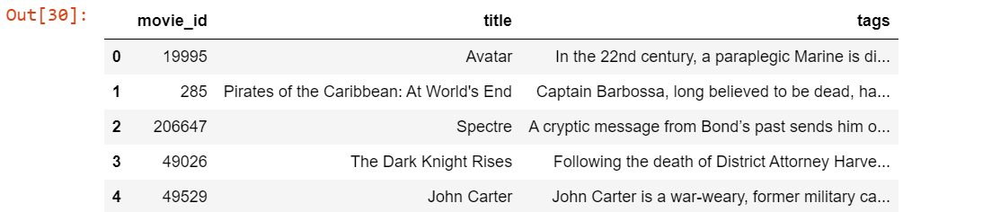 Out[30]:
movie_id title tags
0 19995 Avatar In the 22nd century, a paraplegic Marine is di...
1 285 Pirates of the Caribbean: At World's End Captain Barbossa, long believed to be dead, ha...
2 206647 Spectre A cryptic message from Bond’s past sends him o...
3 49026 The Dark Knight Rises Following the death of District Attorney Harve...
4 49529 John Carter John Carter is a war-weary, former military ca...